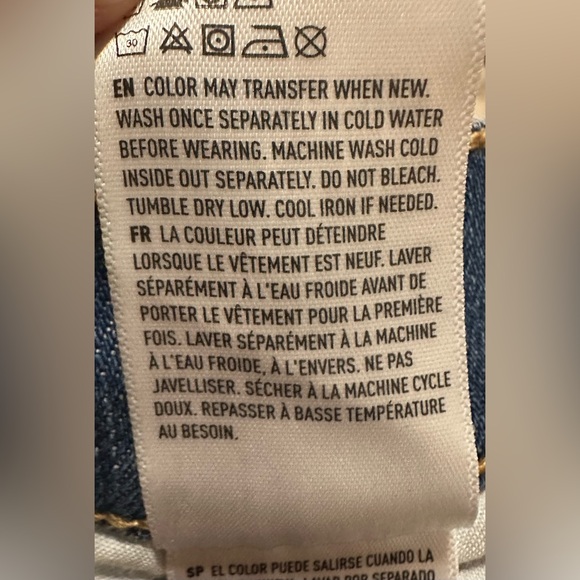 30
EN COLOR MAY TRANSFER WHEN NEW.
WASH ONCE SEPARATELY IN COLD WATER
BEFORE WEARING. MACHINE WASH COLD
INSIDE OUT SEPARATELY. DO NOT BLEACH.
TUMBLE DRY LOW. COOL IRON IF NEEDED.
FR LA COULEUR PEUT DÉTEINDRE
LORSQUE LE VÊTEMENT EST NEUF. LAVER
SÉPARÉMENT À L'EAU FROIDE AVANT DE
PORTER LE VÊTEMENT POUR LA PREMIÈRE
FOIS. LAVER SÉPARÉMENT À LA MACHINE
À L'EAU FROIDE, À L'ENVERS. NE PAS
JAVELLISER. SÉCHER À LA MACHINE CYCLE
DOUX. REPASSER À BASSE TEMPÉRATURE
AU BESOIN.
SP EL COLOR PUEDE SALIRSE CUANDO LA
LAVAR POR SEPARADO